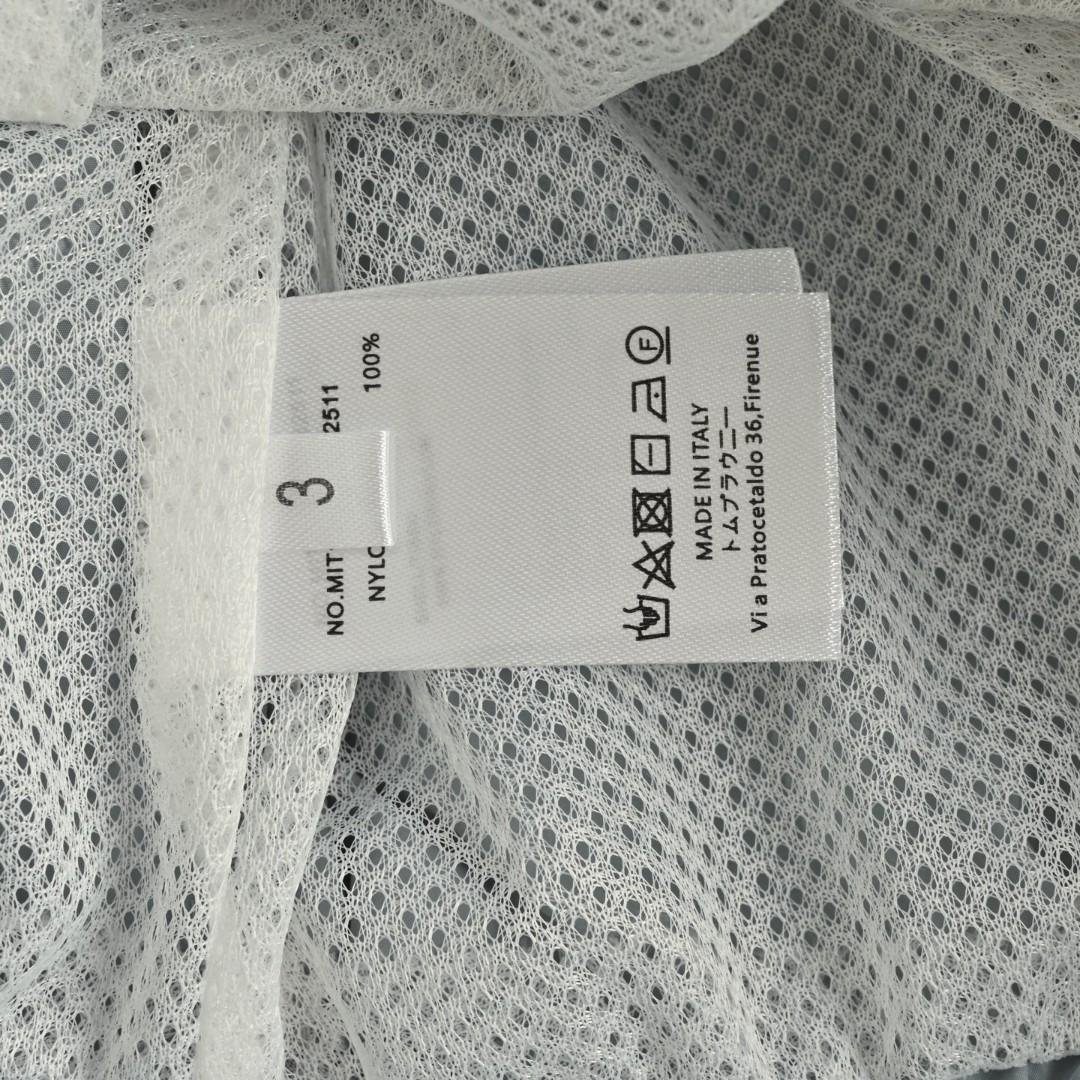 3
NO.MIT 2511
NYLO 100%
F
MADE IN ITALY
トムブラウニー
Vi a Pratocetaldo 36,Firenue